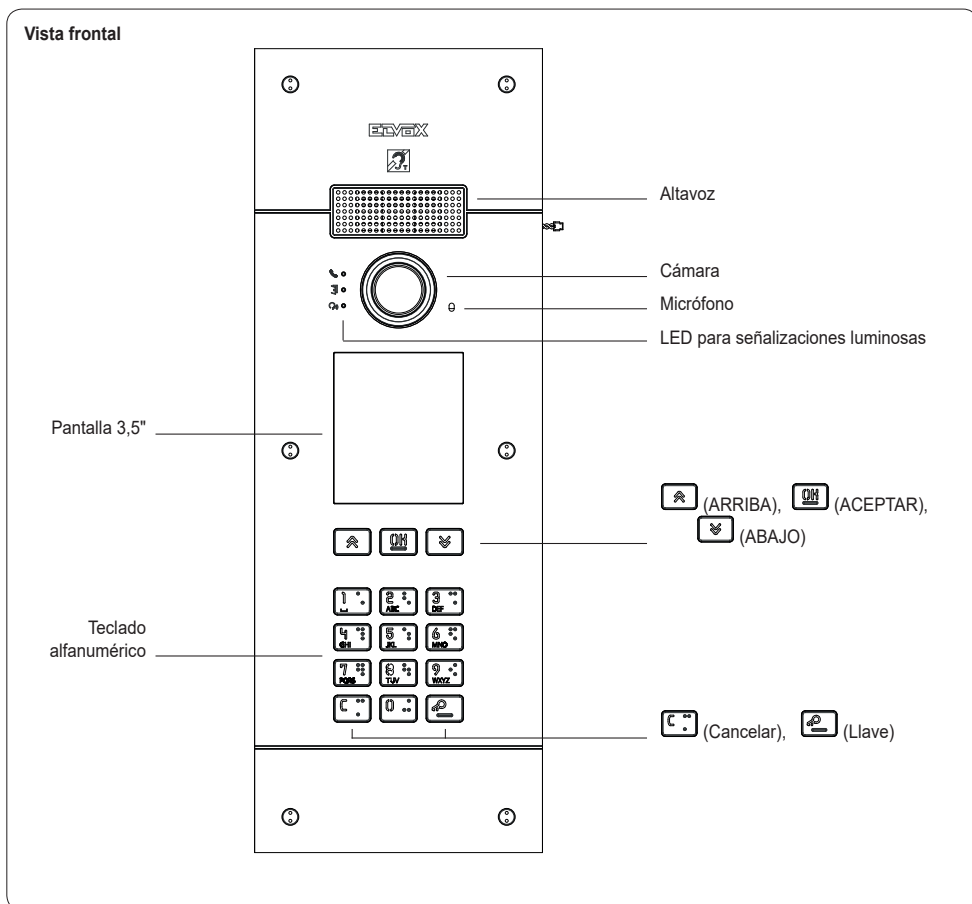 Vista frontal
ELVOX
T
Altavoz
Cámara
Micrófono
LED para señalizaciones luminosas
Pantalla 3,5"
(ARRIBA), OK (ACEPTAR),
(ABAJO)
OK
1 2 ABC 3 DEF
Teclado
alfanumérico
4 GHI 5 JKL 6 MNO
7 PQRS 8 TUV 9 WXYZ
C 0
C (Cancelar), (Llave)